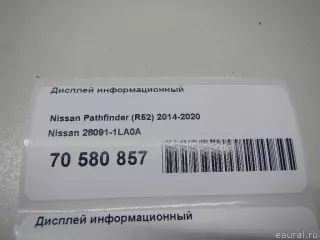 Дисплей информационный
Nissan Pathfinder (R52) 2014-2020
Nissan 28091-1LA0A
70 580 857
Дисплей информационный
eaural.ru